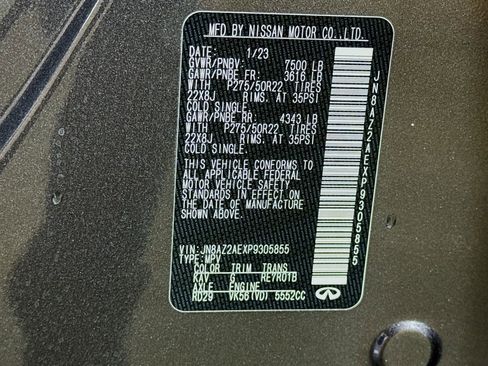 MFD BY NISSAN MOTOR CO., LTD.
DATE: 1/23
GVWR/PNBV: 7500 LB
GAWR/PNBE FR: 3616 LB
WITH P275/50R22 TIRES
22X8J RIMS. AT 35PSI
COLD SINGLE.
GAWR/PNBE RR: 4343 LB
WITH P275/50R22 TIRES
22X8J RIMS. AT 35PSI
COLD SINGLE.
THIS VEHICLE CONFORMS TO
ALL APPLICABLE FEDERAL
MOTOR VEHICLE SAFETY
STANDARDS IN EFFECT
ON THE DATE OF
MANUFACTURE SHOWN ABOVE.
VIN:JN8AZ2AEXP9305855
TYPE:MPV
COLOR TRIM TRANS
KAV G RE7R01B
AXLE ENGINE
RD29 VK56(VD) 5552CC
INFINITI
JN8AZ2AEXP9305855